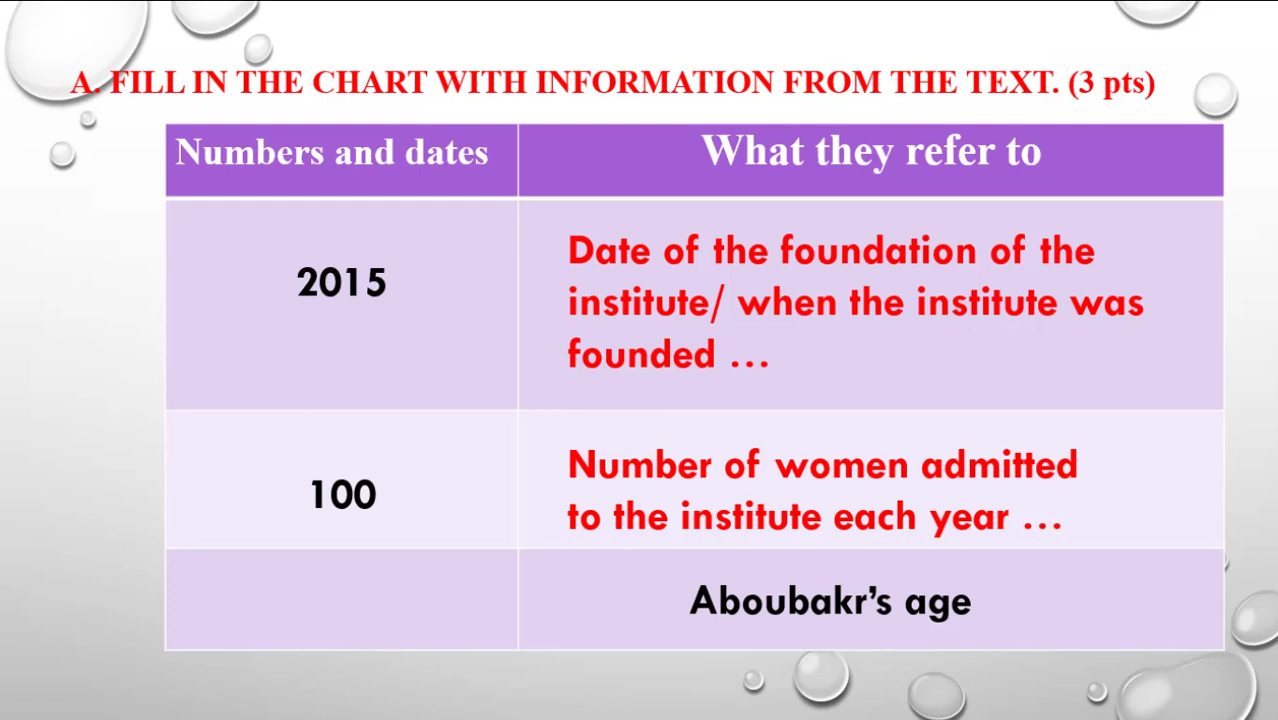 A. FILL IN THE CHART WITH INFORMATION FROM THE TEXT. (3 pts)
Numbers and dates
What they refer to
2015
Date of the foundation of the
institute/ when the institute was
founded …
100
Number of women admitted
to the institute each year …
Aboubakr’s age